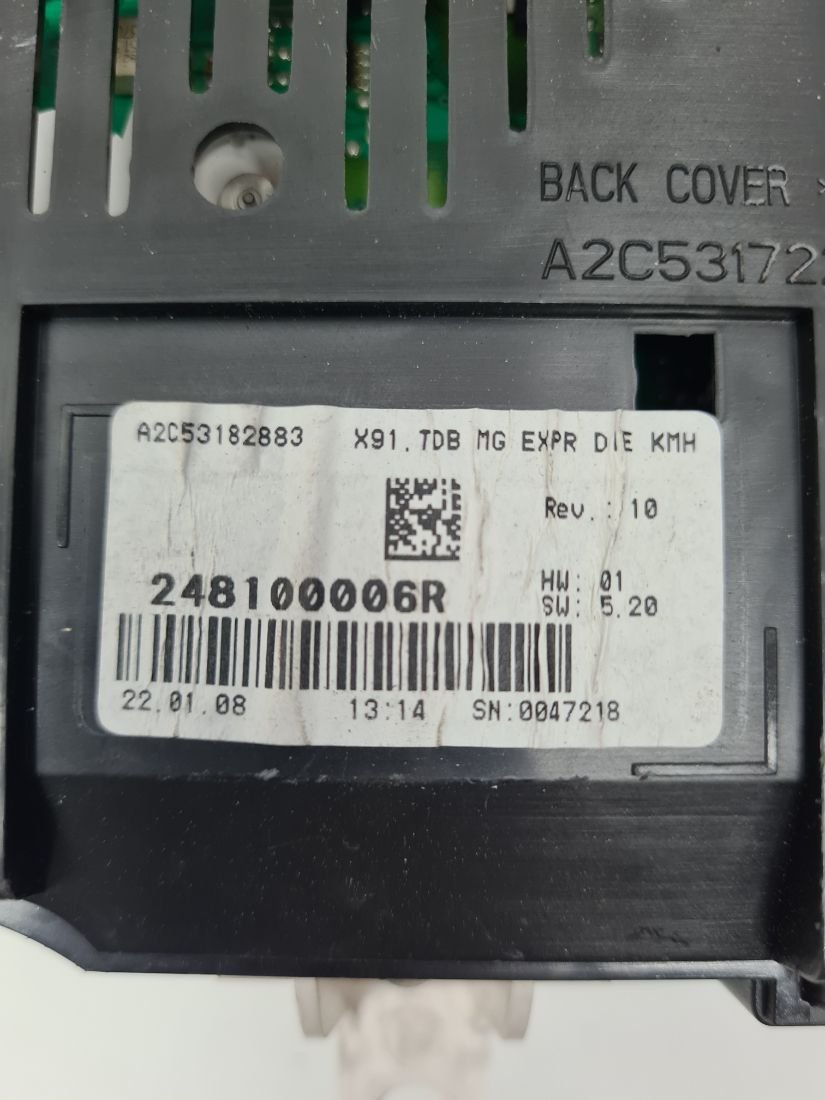 BACK COVER
A2C531722
A2C53182883 X91.TDB MG EXPR DIE KMH
Rev.: 10
248100006R
HW: 01
SW: 5.20
22.01.08 13:14 SN:0047218